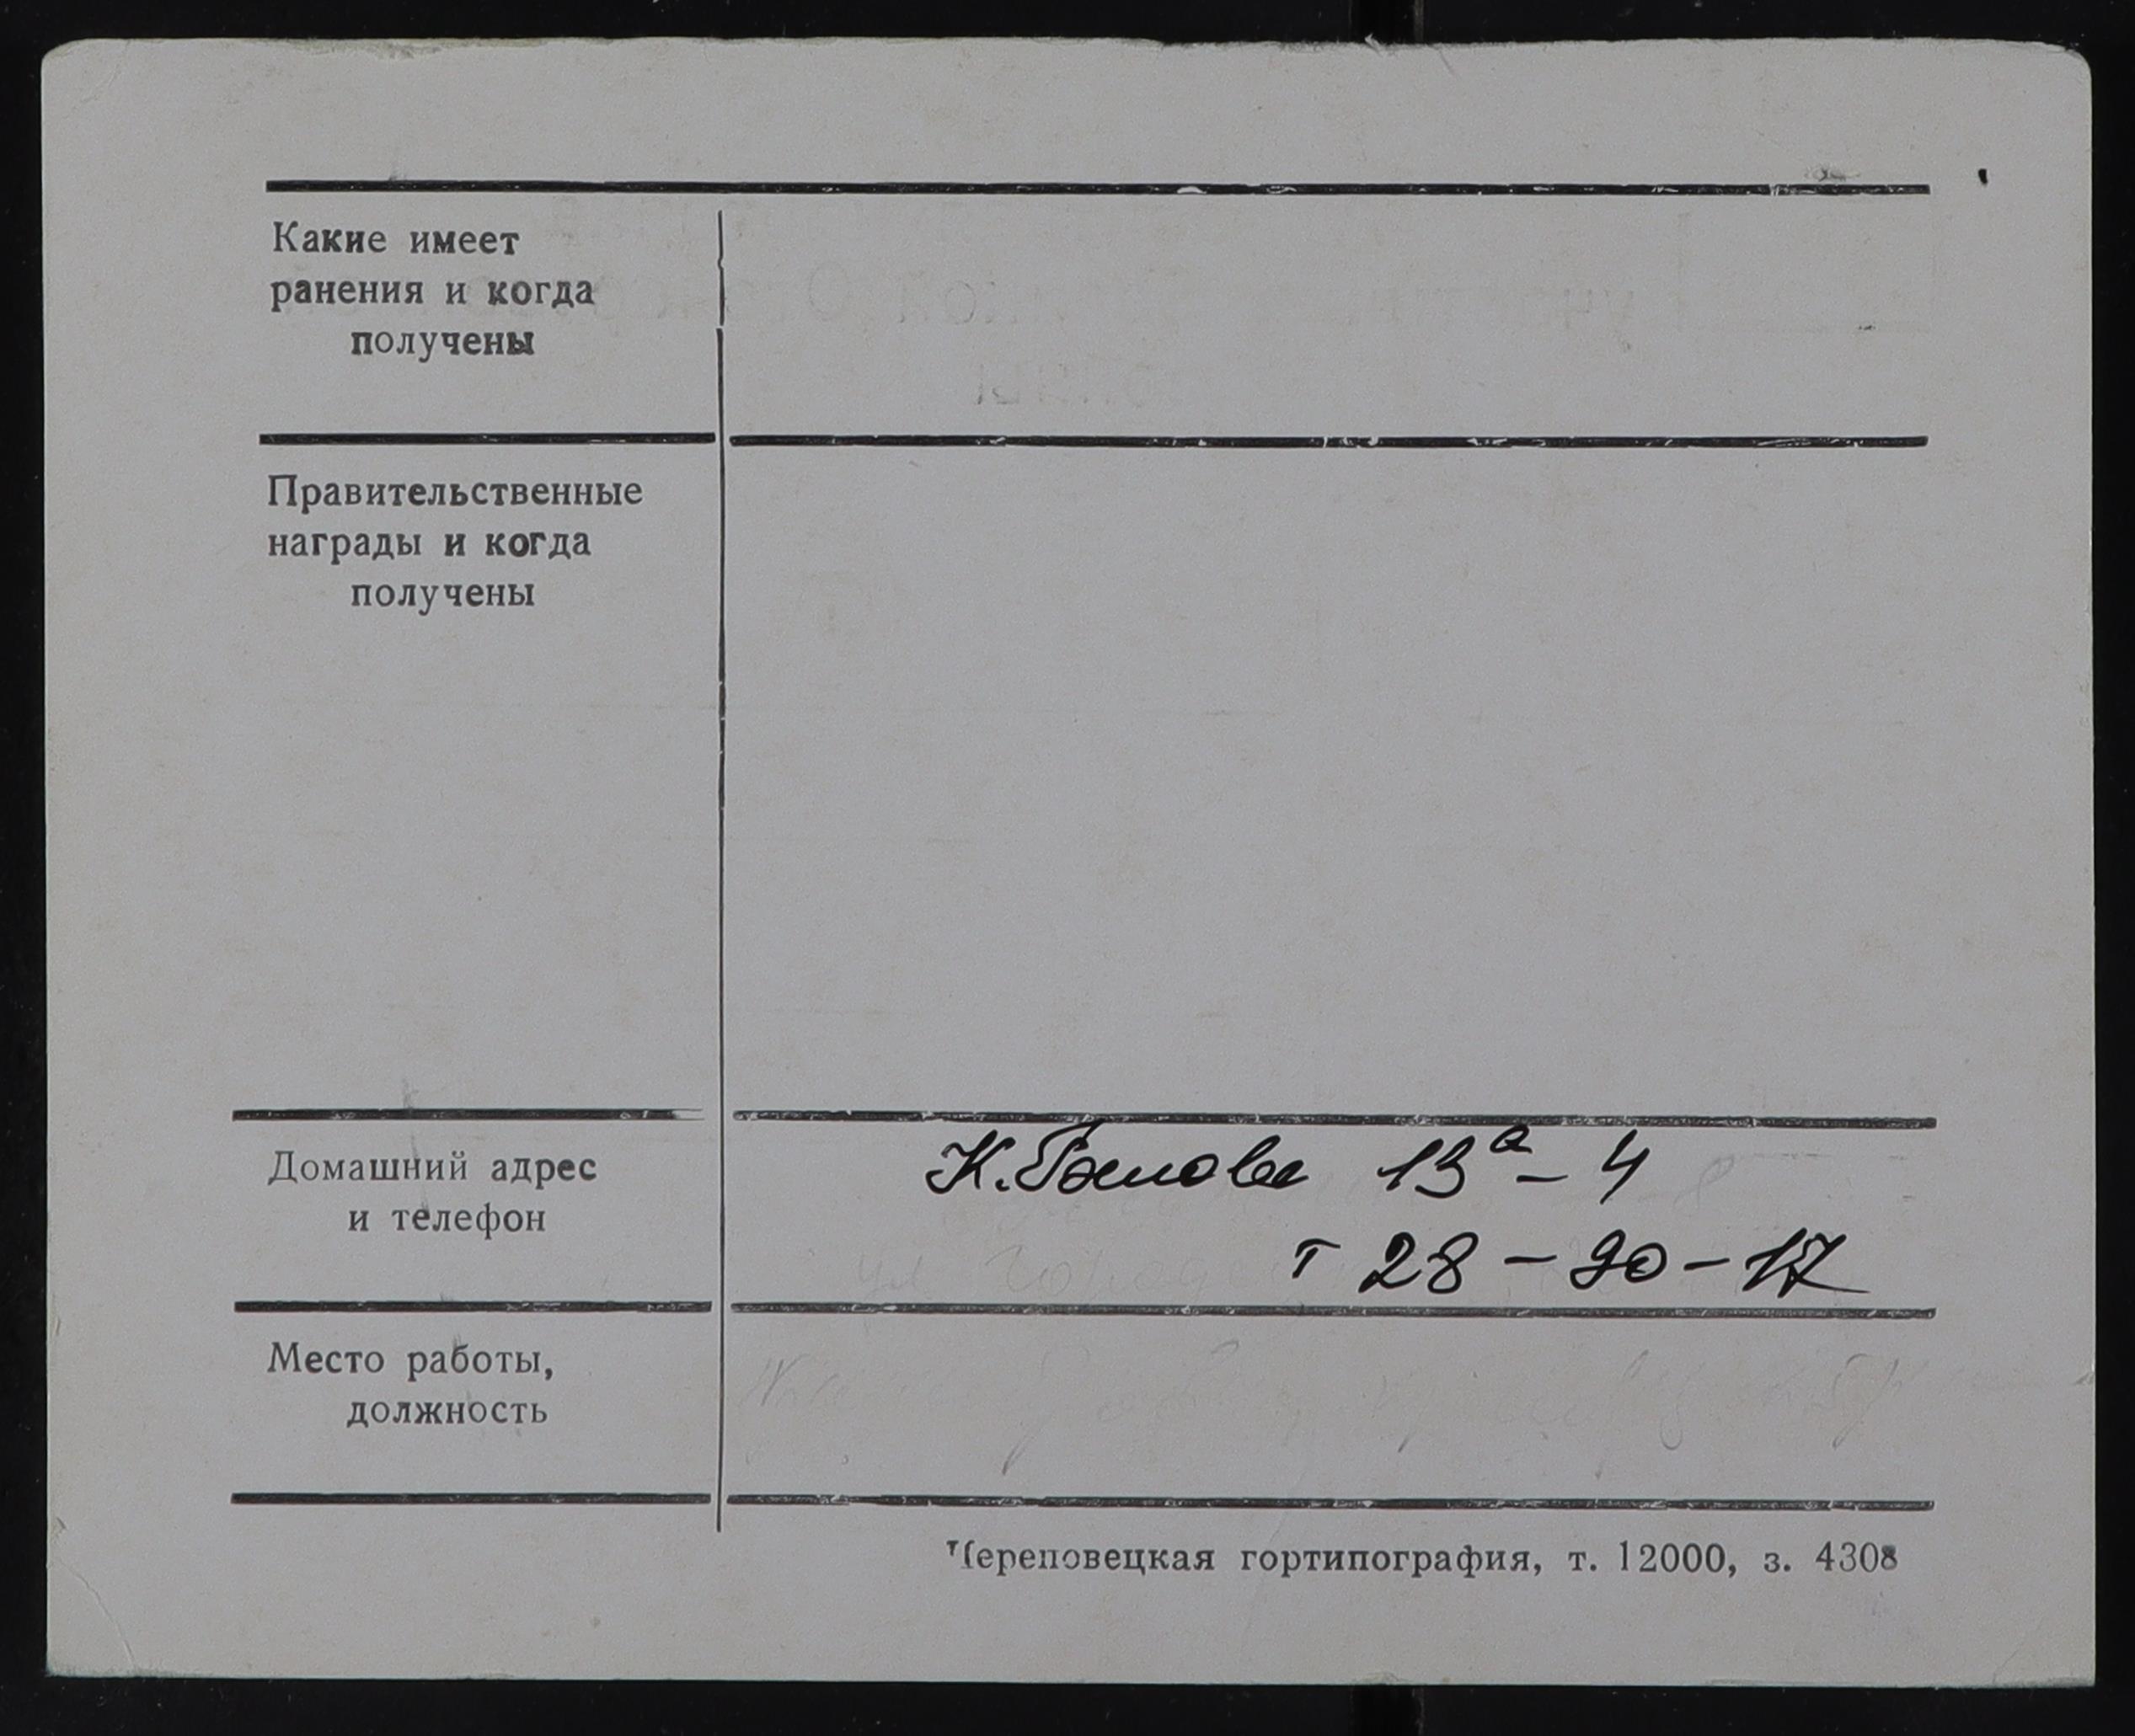 Какие имеет
ранения и когда
получены
Правительственные
награды и когда
получены
Домашний адрес
и телефон
К. Белова 13а – 4
т 28 – 90 – 17
Место работы,
должность
Череповецкая гортипография, т. 12000, з. 4308